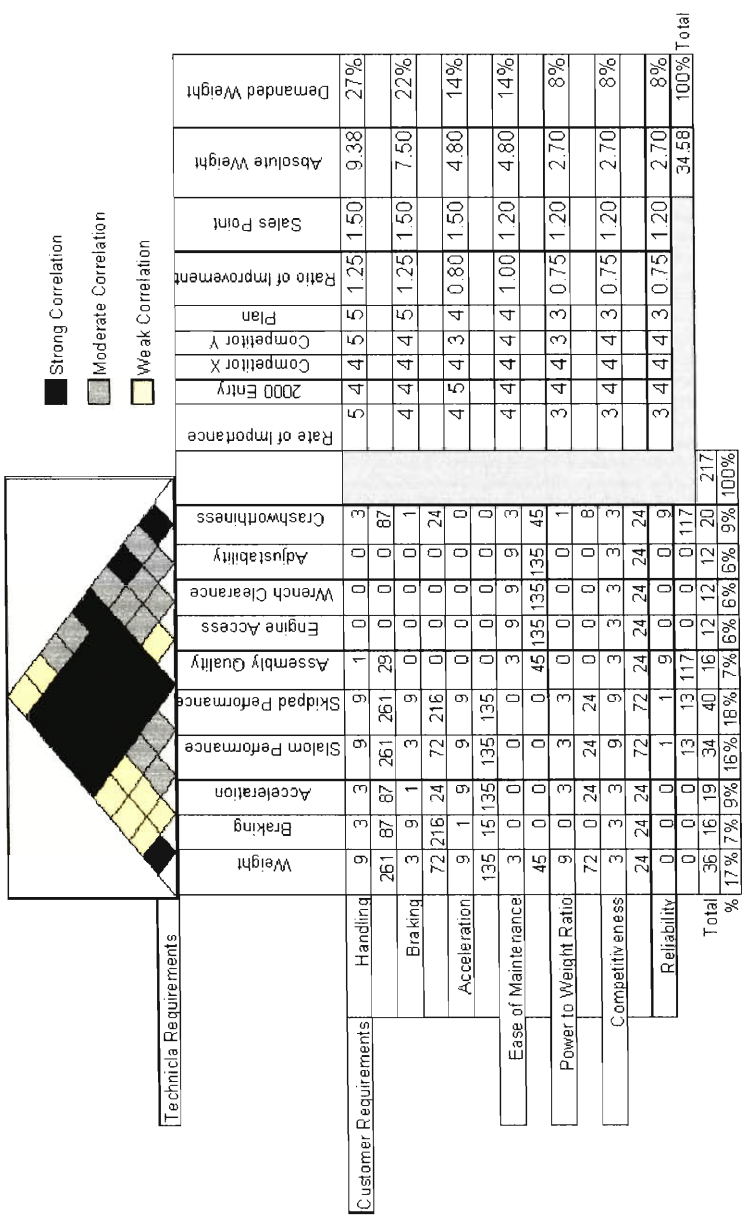 Strong Correlation
Moderate Correlation
Weak Correlation
Technicla Requirements
Weight
Braking
Acceleration
Slalom Performance
Skidpad Performance
Assembly Quality
Engine Access
Wrench Clearance
Adjustability
Crashworthiness
Rate of Importance
2000 Entry
Competitor X
Competitor Y
Plan
Ratio of Improvement
Sales Point
Absolute Weight
Demanded Weight
Customer Requirements
Handling 9 3 3 9 9 1 0 0 0 3 5 4 4 5 5 1.25 1.50 9.38 27%
261 87 87 261 261 29 0 0 0 87
Braking 3 9 1 3 9 0 0 0 0 1 4 4 4 4 5 1.25 1.50 7.50 22%
72 216 24 72 216 0 0 0 0 24
Acceleration 9 1 9 9 9 0 0 0 0 0 4 5 4 3 4 0.80 1.50 4.80 14%
135 15 135 135 135 0 0 0 0 0
Ease of Maintenance 3 0 0 0 0 3 9 9 9 3 4 4 4 4 4 1.00 1.20 4.80 14%
45 0 0 0 0 45 135 135 135 45
Power to Weight Ratio 9 0 3 3 3 0 0 0 0 1 3 4 4 3 3 0.75 1.20 2.70 8%
72 0 24 24 24 0 0 0 0 8
Competitiveness 3 3 3 9 9 3 3 3 3 3 3 4 4 4 3 0.75 1.20 2.70 8%
24 24 24 72 72 24 24 24 24 24
Reliability 0 0 0 1 1 9 0 0 0 9 3 4 4 4 3 0.75 1.20 2.70 8%
0 0 0 13 13 117 0 0 0 117 34.58 100% Total
Total 36 16 19 34 40 16 12 12 12 20 217
% 17% 7% 9% 16% 18% 7% 6% 6% 6% 9% 100%